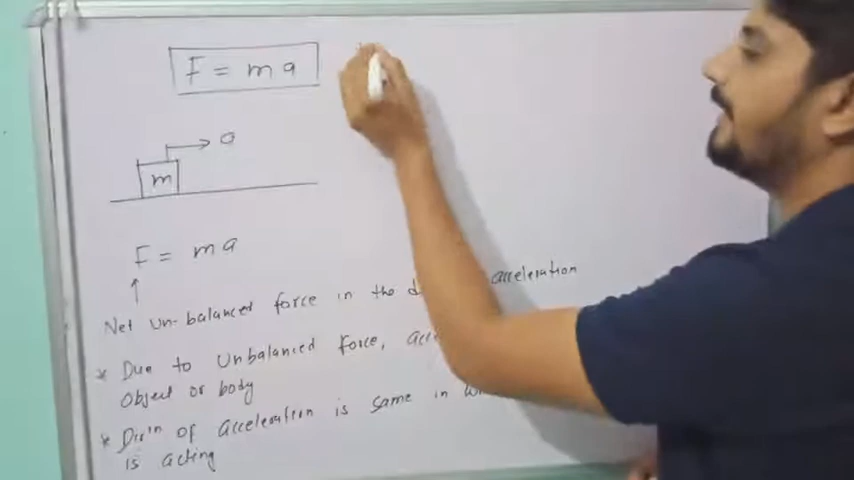 F = ma
a
m
F = ma
Net un-balanced force in the acceleration
* Due to unbalanced force,
object or body
* Dirⁿ of acceleration is same in
is acting